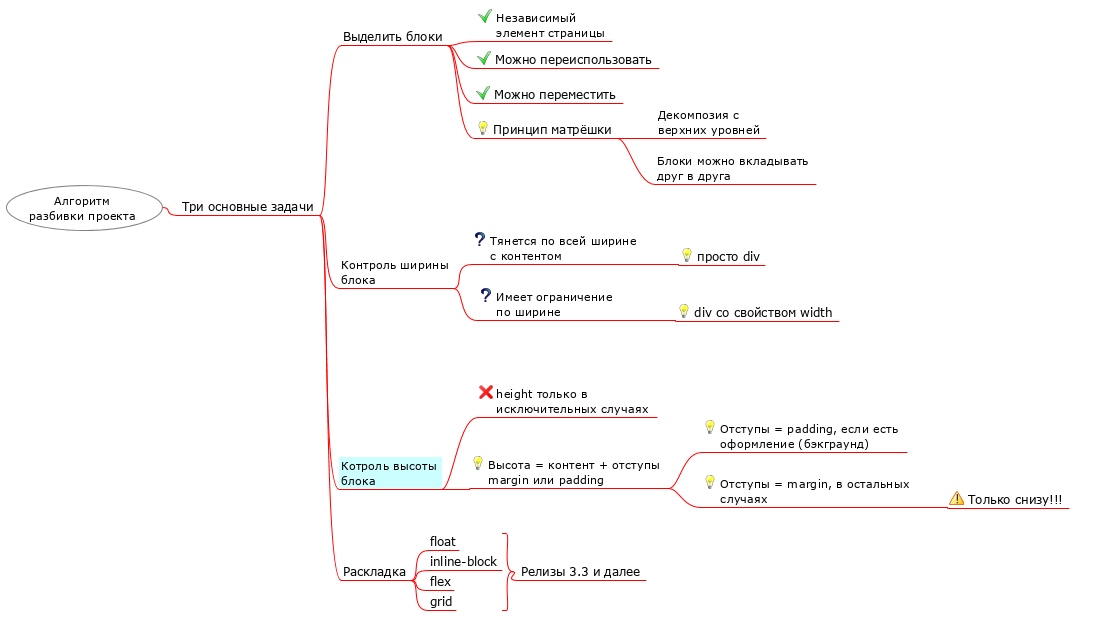 Алгоритм
разбивки проекта
Три основные задачи
Выделить блоки
Независимый
элемент страницы
Можно переиспользовать
Можно переместить
Принцип матрёшки
Декомпозия с
верхних уровней
Блоки можно вкладывать
друг в друга
Контроль ширины
блока
Тянется по всей ширине
с контентом
просто div
Имеет ограничение
по ширине
div со свойством width
Котроль высоты
блока
height только в
исключительных случаях
Высота = контент + отступы
margin или padding
Отступы = padding, если есть
оформление (бэкграунд)
Отступы = margin, в остальных
случаях
Только снизу!!!
Раскладка
float
inline-block
flex
grid
Релизы 3.3 и далее